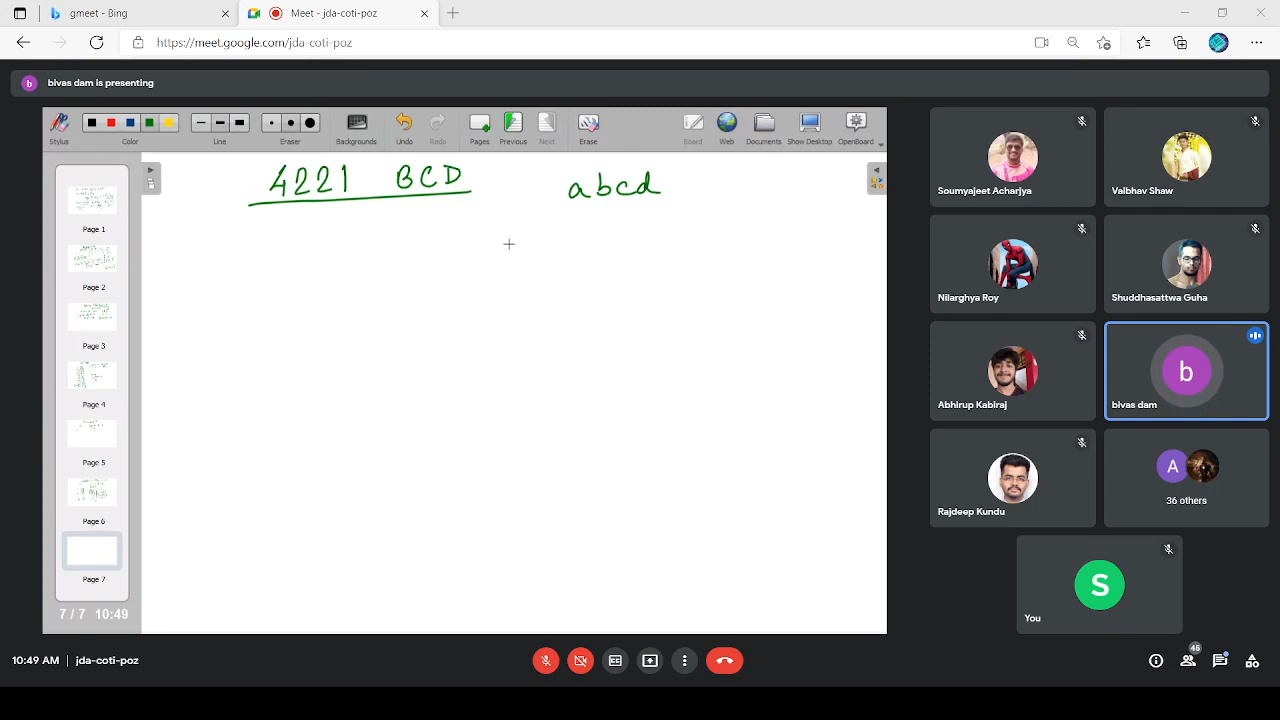 gmeet - Bing
Meet - jda-coti-poz
https://meet.google.com/jda-coti-poz
b
bivas dam is presenting
Stylus
Color
Line
Eraser
Backgrounds
Undo
Redo
Pages
Previous
Next
Erase
Board
Web
Documents
Show Desktop
OpenBoard
4221 BCD
abcd
Page 1
Page 2
Page 3
Page 4
Page 5
Page 6
Page 7
7 / 7 10:49
Soumyajeet Acharjya
Vaibhav Shaw
Nilarghya Roy
Shuddhasattwa Guha
Abhirup Kabiraj
b
bivas dam
Rajdeep Kundu
A
36 others
S
You
10:49 AM | jda-coti-poz
45